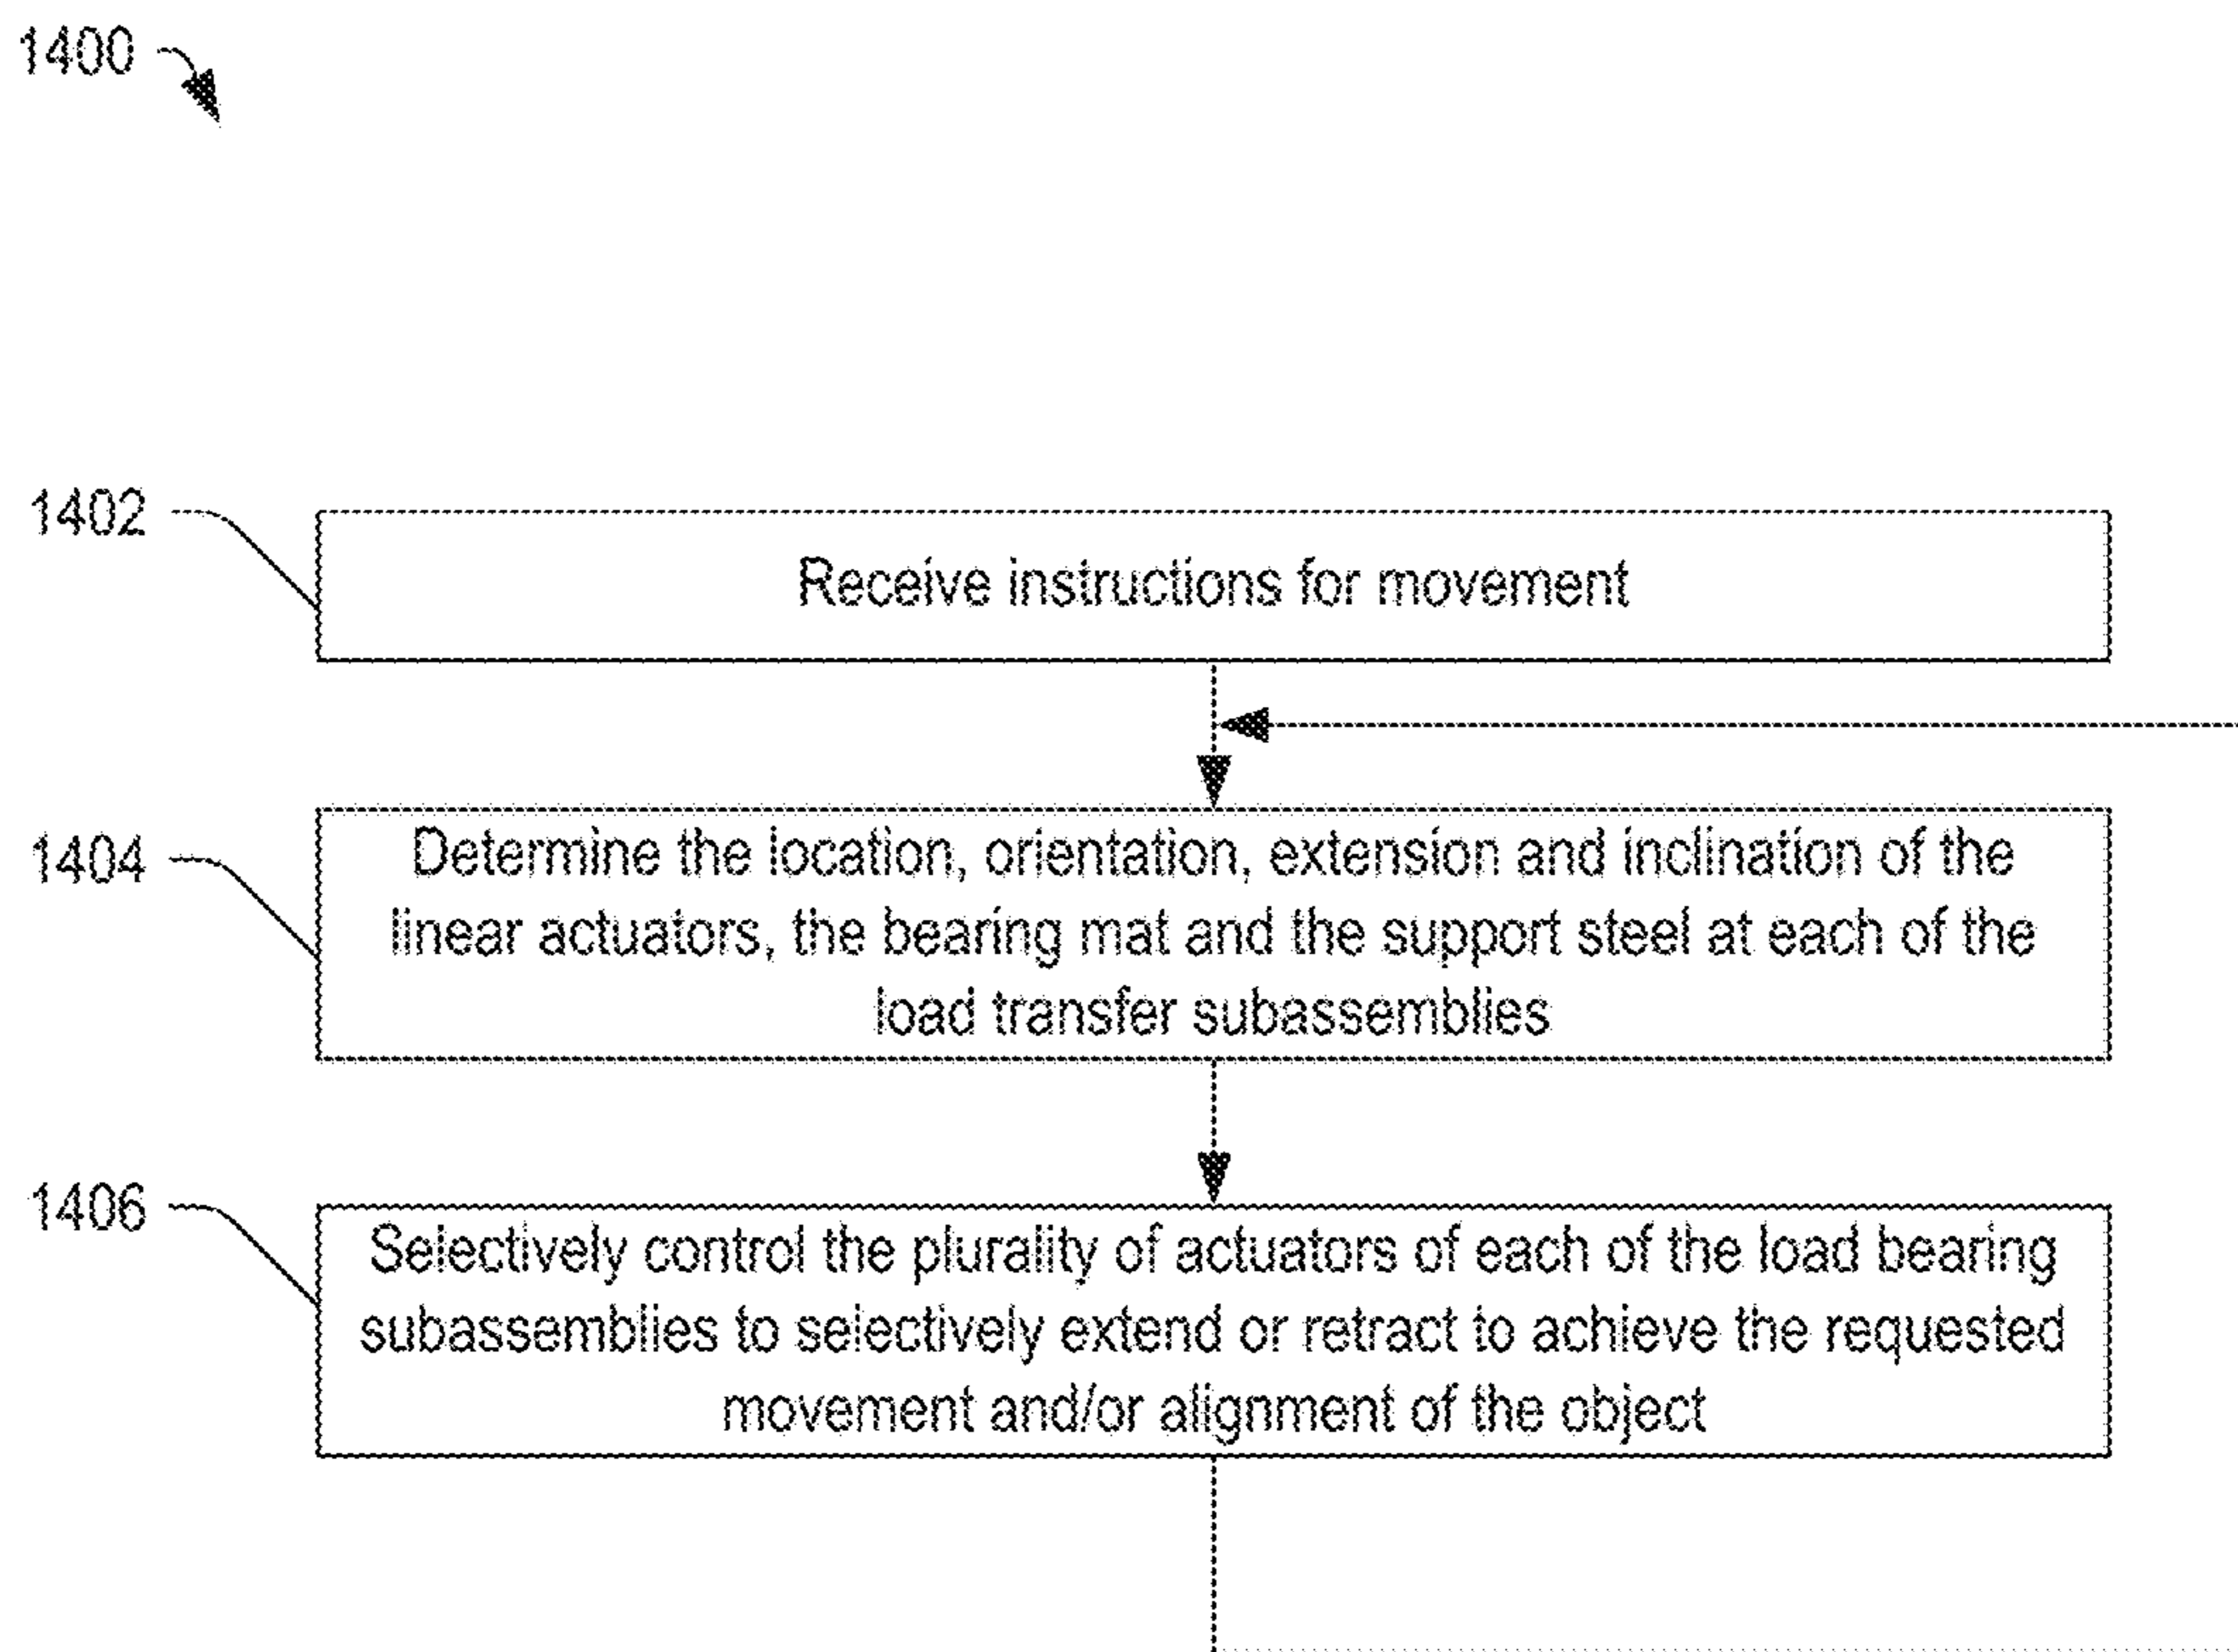 1400
1402
Receive instructions for movement
1404
Determine the location, orientation, extension and inclination of the
linear actuators, the bearing mat and the support steel at each of the
load transfer subassemblies
1406
Selectively control the plurality of actuators of each of the load bearing
subassemblies to selectively extend or retract to achieve the requested
movement and/or alignment of the object